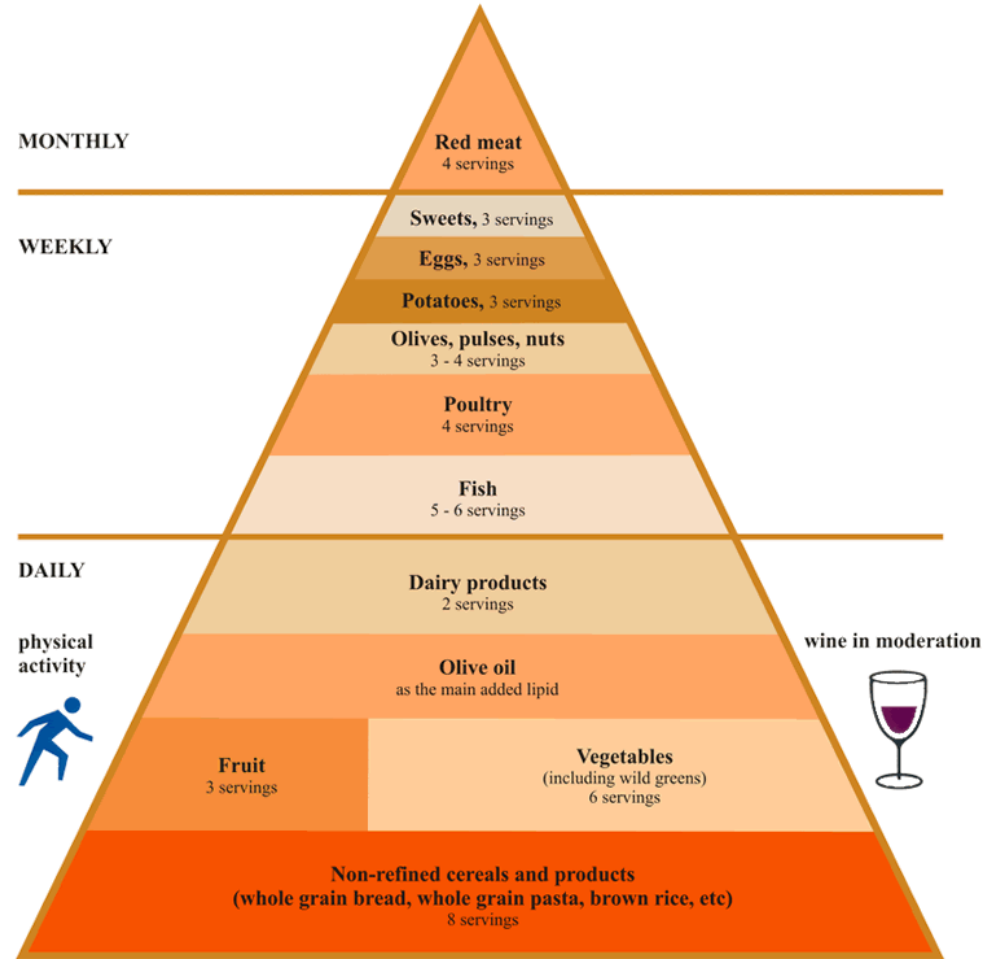 MONTHLY
Red meat
4 servings
WEEKLY
Sweets, 3 servings
Eggs, 3 servings
Potatoes, 3 servings
Olives, pulses, nuts
3 - 4 servings
Poultry
4 servings
Fish
5 - 6 servings
DAILY
Dairy products
2 servings
physical
activity
wine in moderation
Olive oil
as the main added lipid
Fruit
3 servings
Vegetables
(including wild greens)
6 servings
Non-refined cereals and products
(whole grain bread, whole grain pasta, brown rice, etc)
8 servings